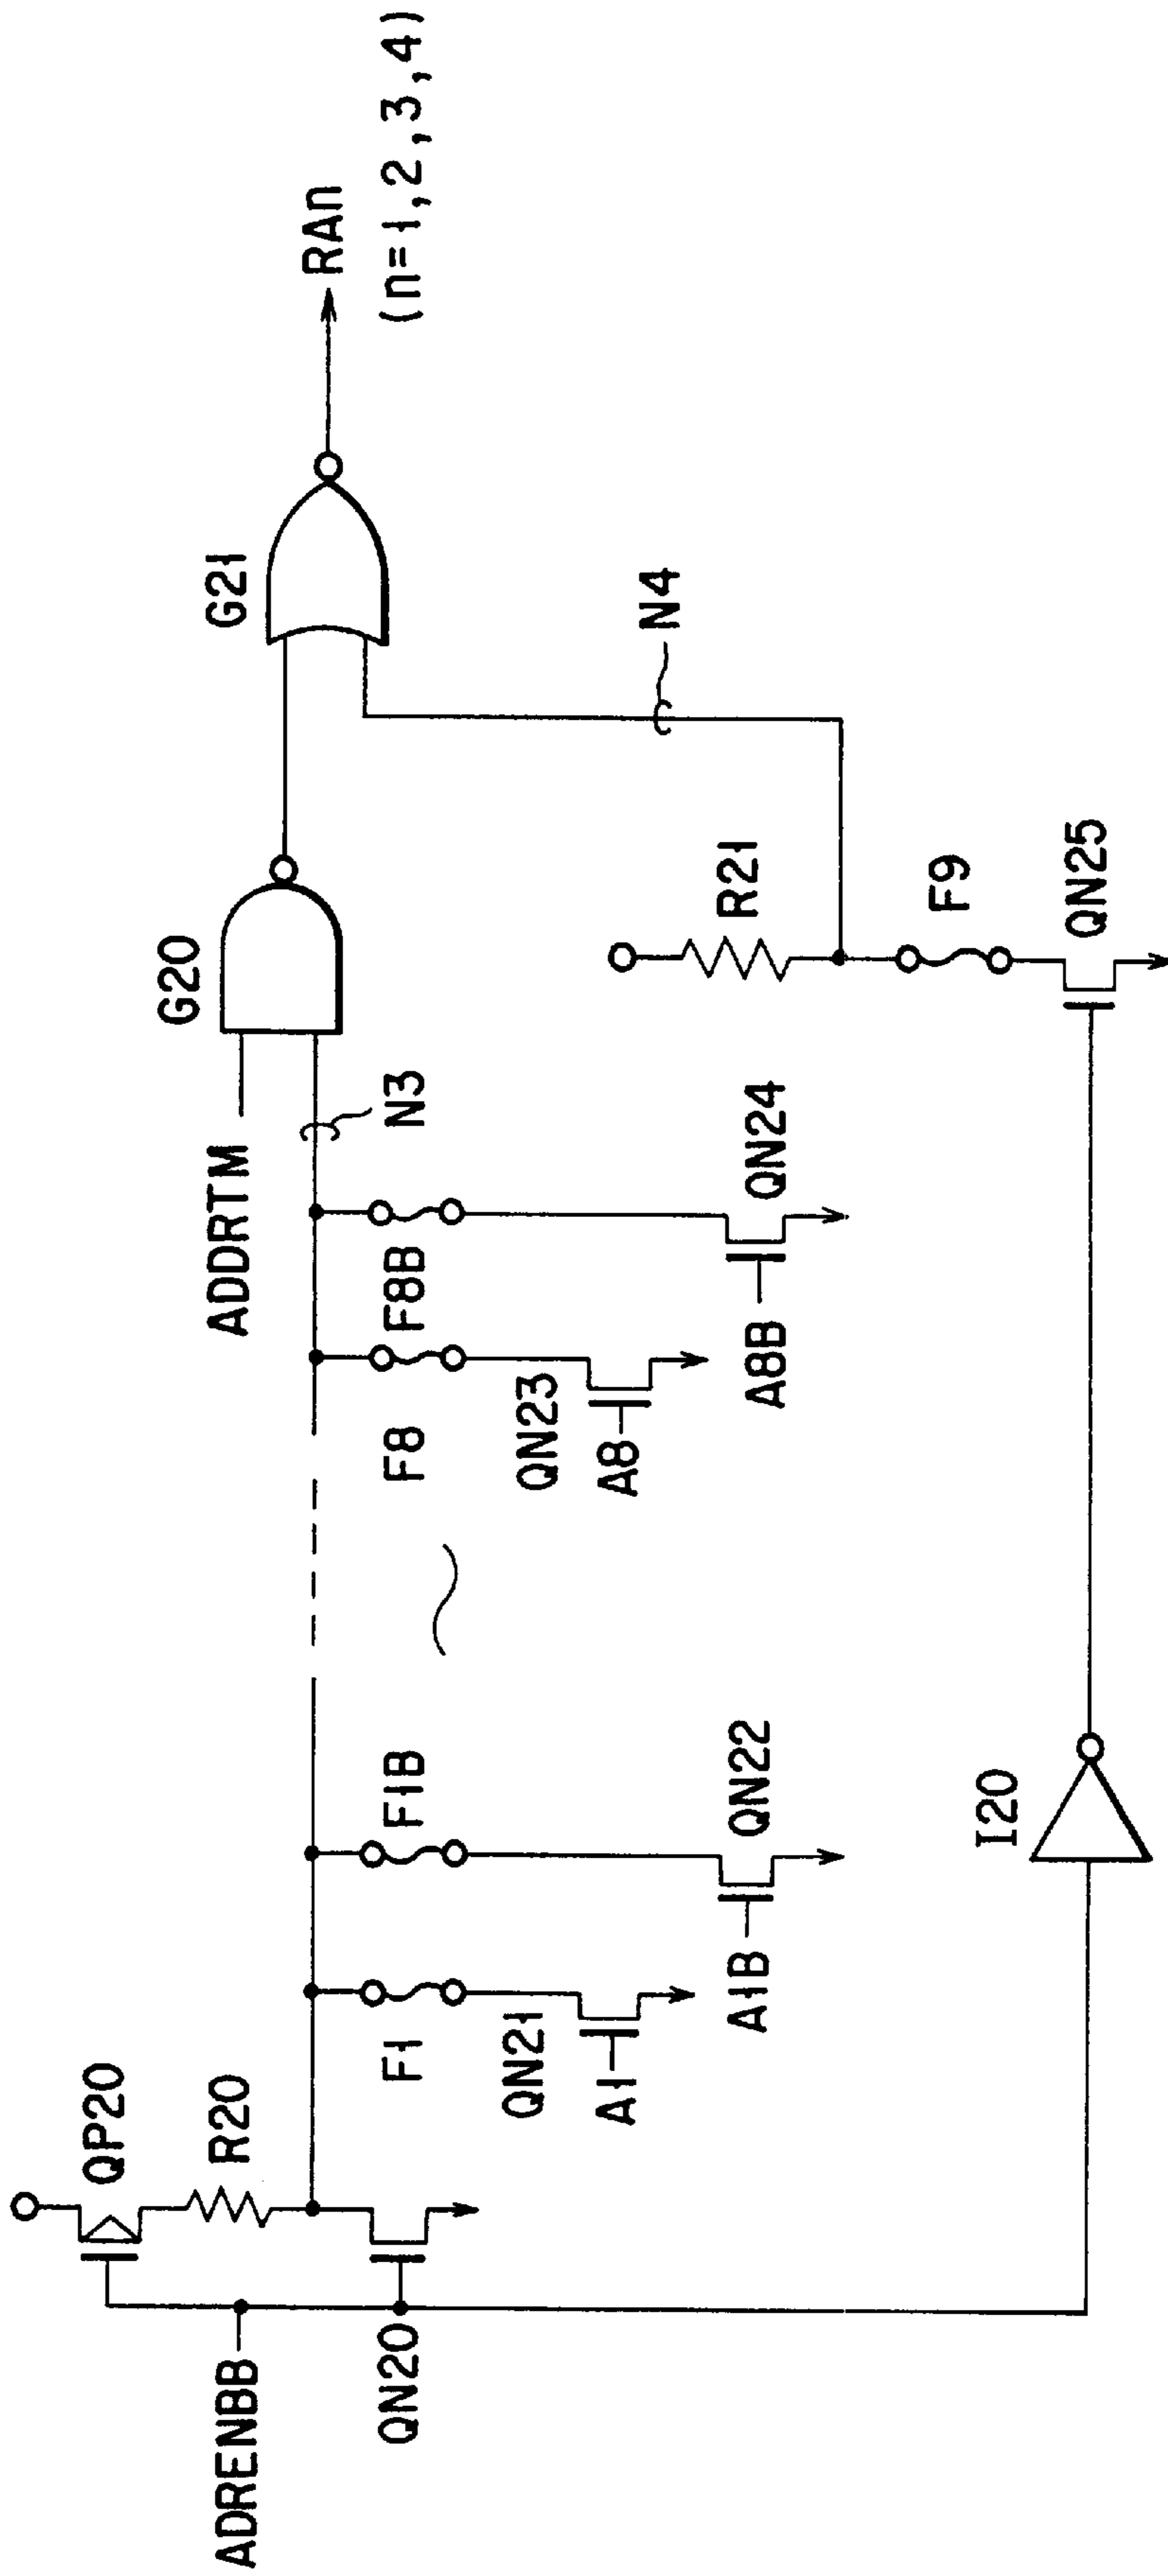 ADRENBB
QP20
R20
QN20
F1
QN21
A1
F1B
QN22
A1B
F8
QN23
A8
F8B
QN24
A8B
N3
ADDRTM
G20
G21
RAn
(n=1,2,3,4)
N4
R21
F9
QN25
I20